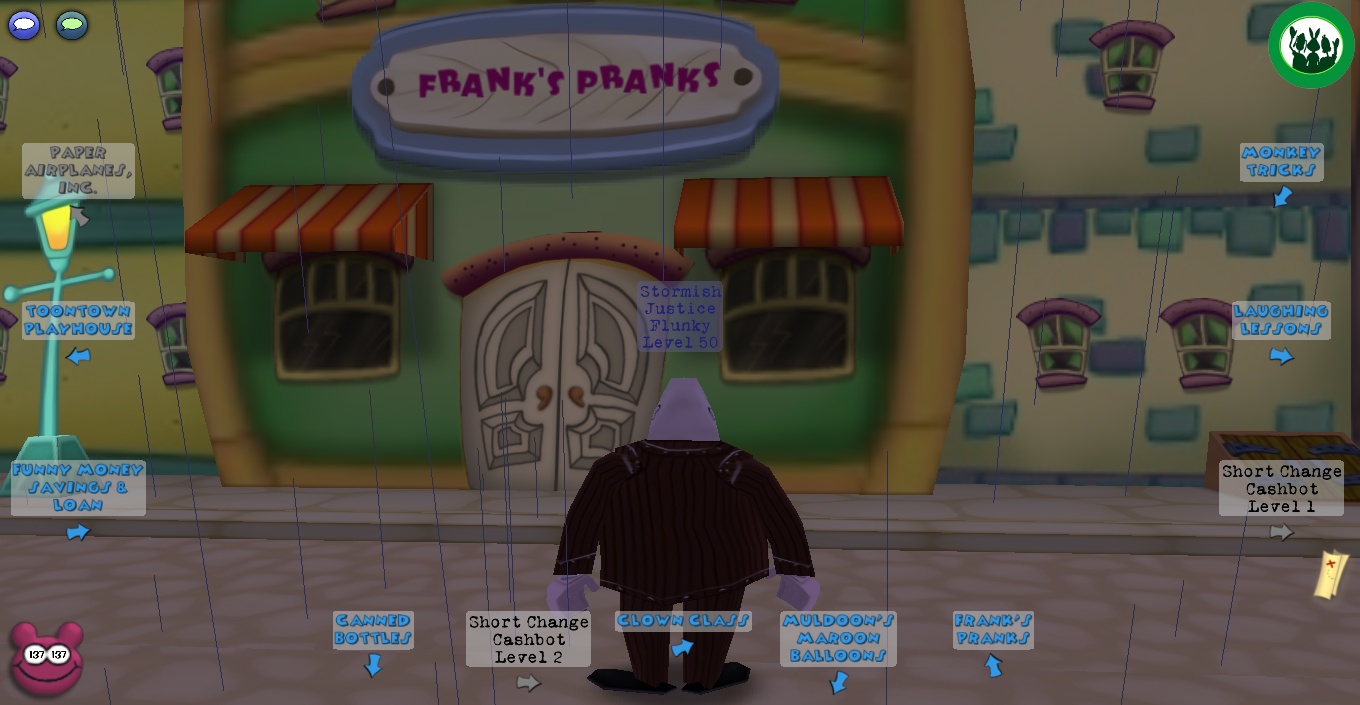 FRANK'S PRANKS
PAPER
AIRPLANES,
INC.
MONKEY
TRICKS
Stormish
Justice
Flunky
Level 50
TOONTOWN
PLAYHOUSE
LAUGHING
LESSONS
FUNNY MONEY
SAVINGS &
LOAN
Short Change
Cashbot
Level 1
137 137
CANNED
BOTTLES
Short Change
Cashbot
Level 2
CLOWN CLASS
MULDOON'S
MAROON
BALLOONS
FRANK'S
PRANKS